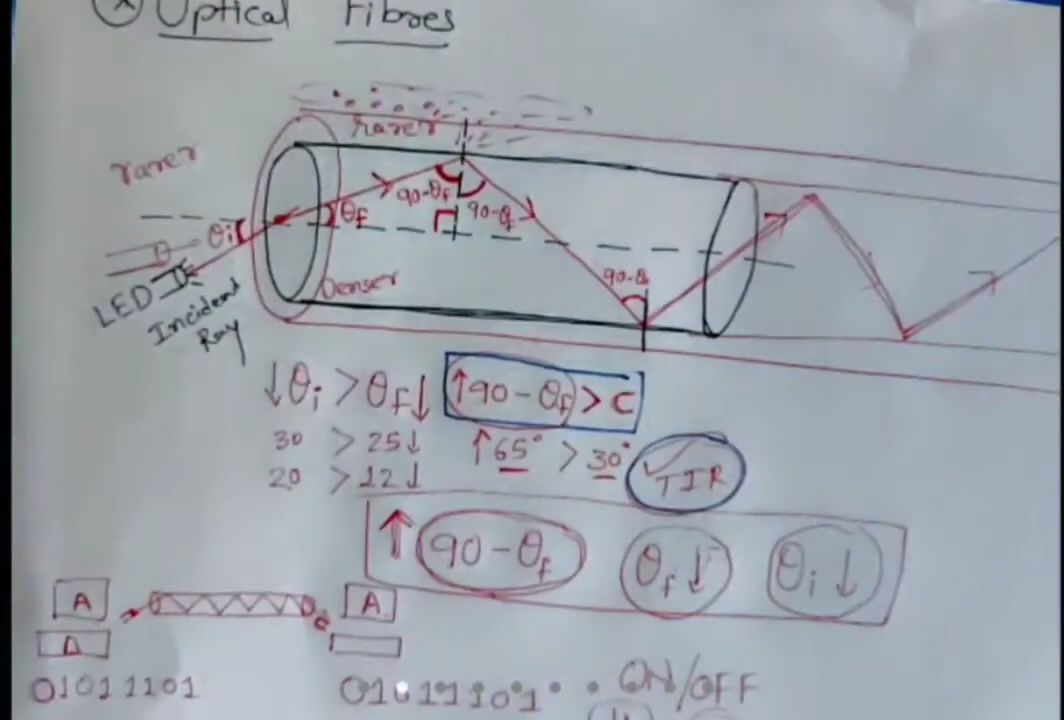 Optical Fibres
rarer
rarer
90-θf
90-θf
θi
θf
LED
Incident
Ray
Denser
90-θ
↓θi > θf↓ ↑90-θf > C
30 > 25↓ ↑65° > 30° ✓TIR
20 > 12↓
↑ 90-θf θf↓ θi↓
A A
01011101
ON/OFF